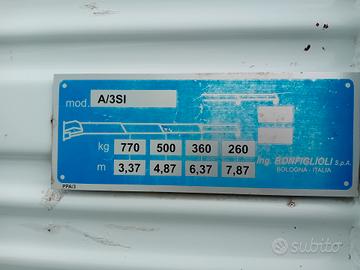 mod. A/3SI
kg 770 500 360 260
m 3,37 4,87 6,37 7,87
Ing. BONFIGLIOLI S.p.A.
BOLOGNA - ITALIA
PPA/3
subito